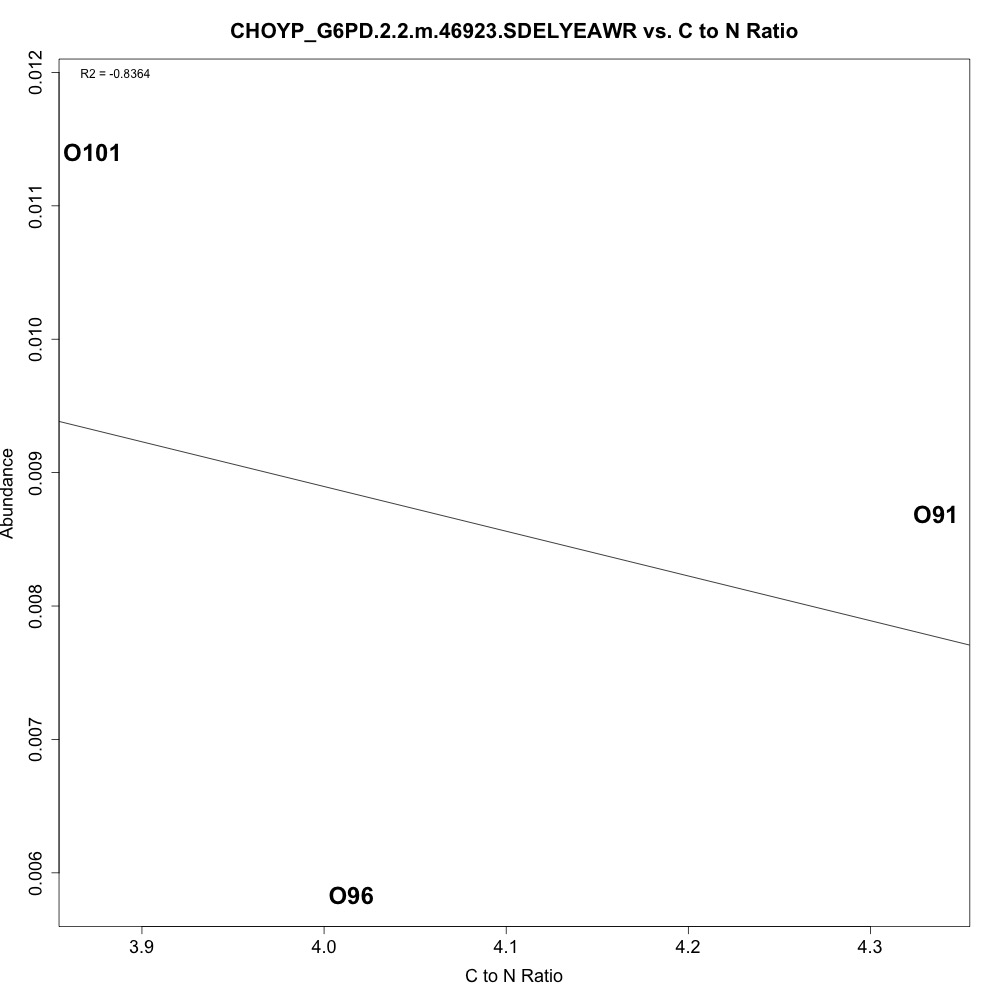 CHOYP_G6PD.2.2.m.46923.SDELYEAWR vs. C to N Ratio
R2 = -0.8364
O101
O91
O96
Abundance
0.012
0.011
0.010
0.009
0.008
0.007
0.006
3.9 4.0 4.1 4.2 4.3
C to N Ratio